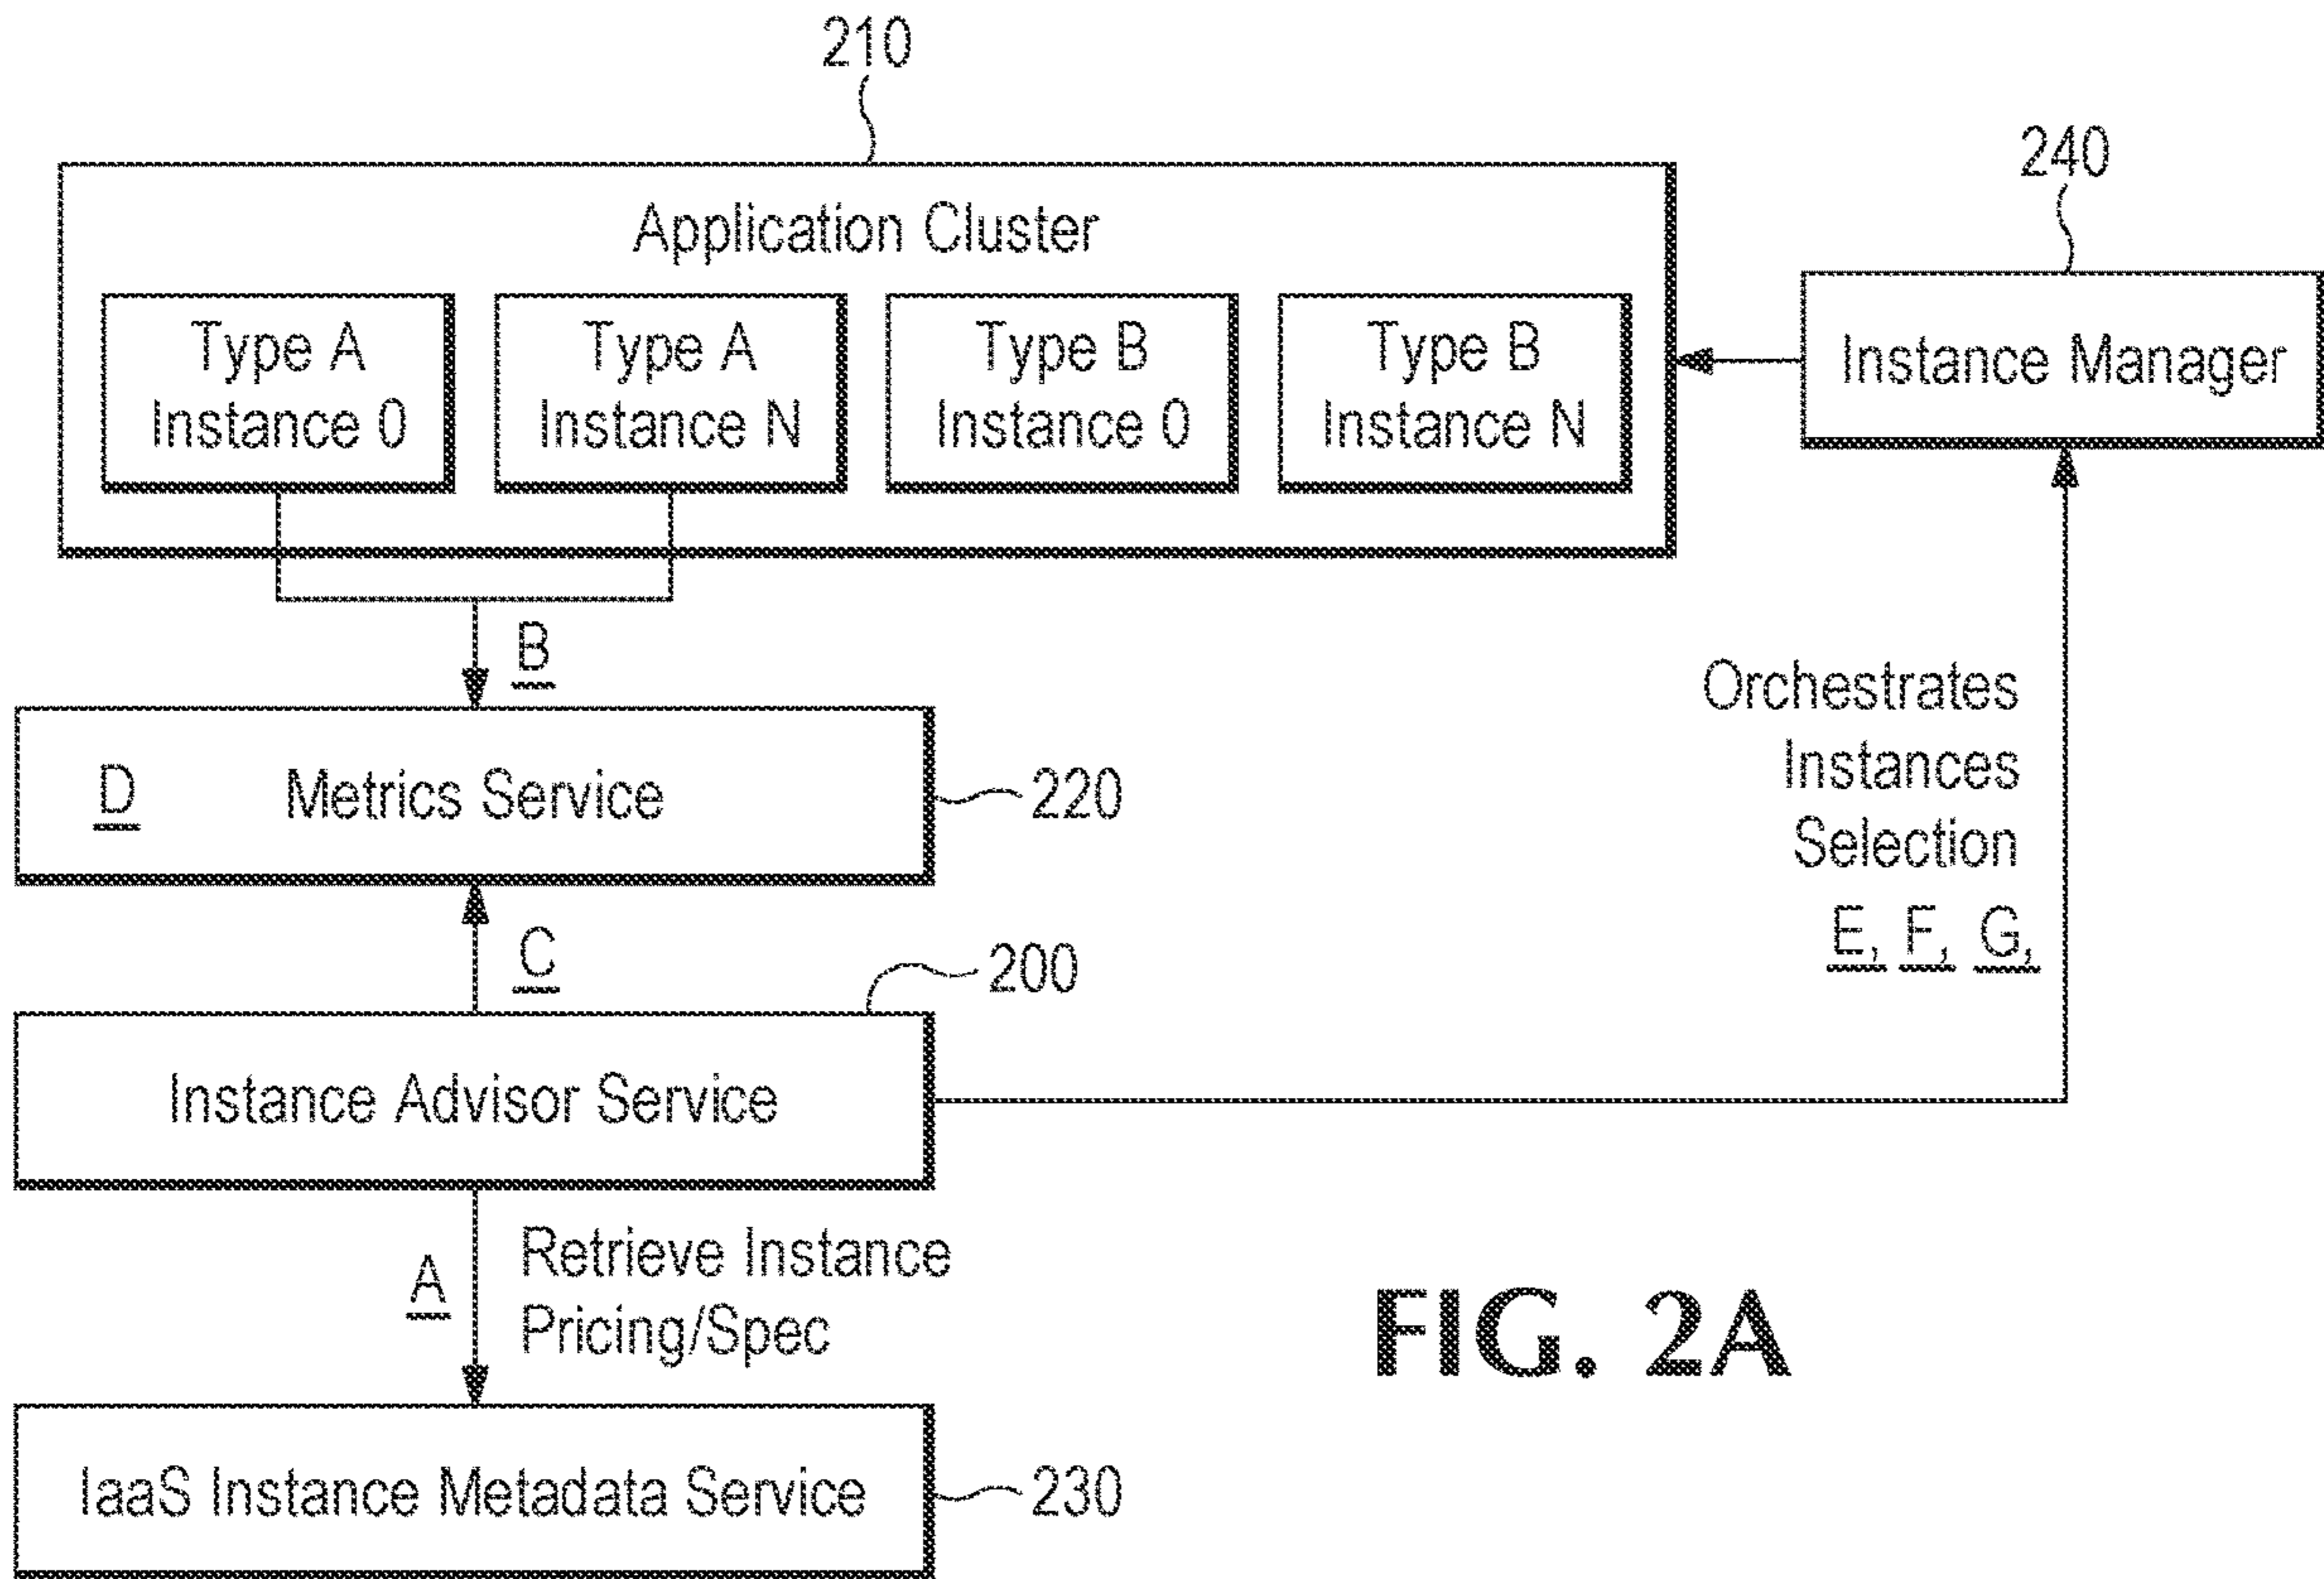 210
240
Application Cluster
Type A
Instance 0
Type A
Instance N
Type B
Instance 0
Type B
Instance N
Instance Manager
B
Orchestrates
Instances
Selection
E, F, G,
D
Metrics Service
220
C
200
Instance Advisor Service
A
Retrieve Instance
Pricing/Spec
IaaS Instance Metadata Service
230
FIG. 2A